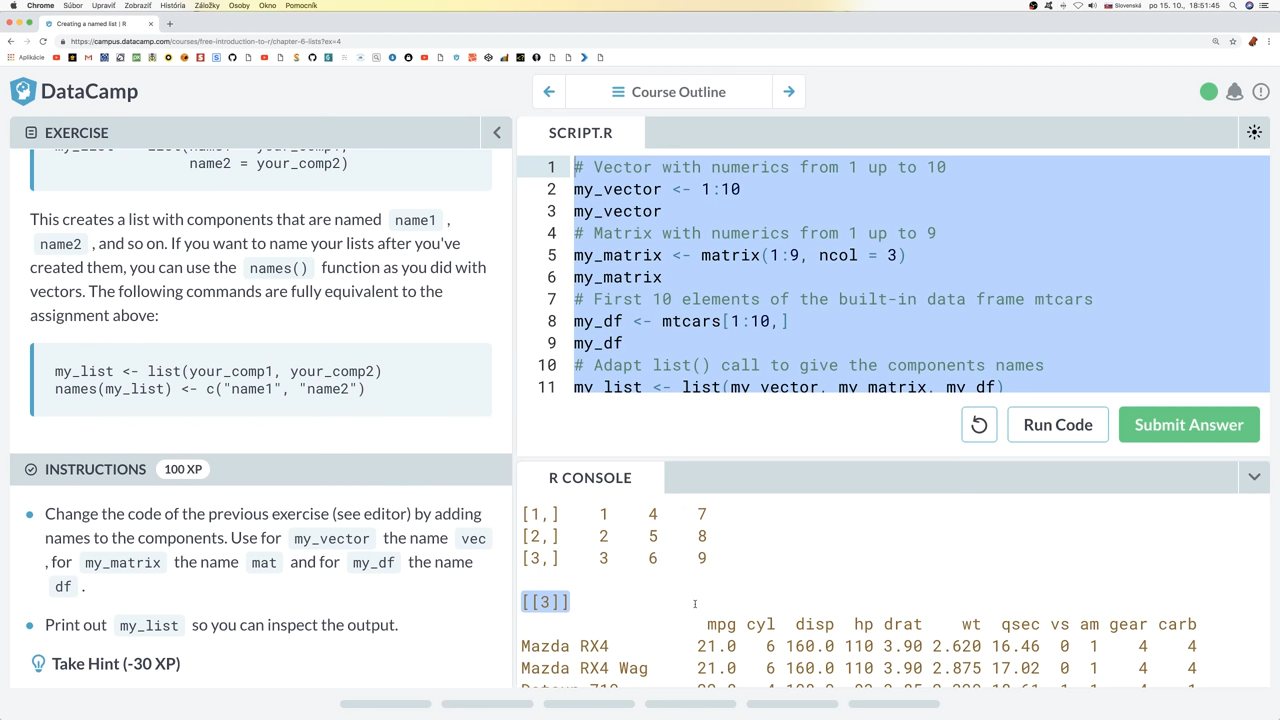 Chrome Súbor Upraviť Zobraziť História Záložky Osoby Okno Pomocník
Slovenská po 15. 10., 18:51:45
Creating a named list | R
https://campus.datacamp.com/courses/free-introduction-to-r/chapter-6-lists?ex=4
Aplikácie
DataCamp
Course Outline
EXERCISE
name2 = your_comp2)
This creates a list with components that are named name1 ,
name2 , and so on. If you want to name your lists after you've
created them, you can use the names() function as you did with
vectors. The following commands are fully equivalent to the
assignment above:
my_list <- list(your_comp1, your_comp2)
names(my_list) <- c("name1", "name2")
INSTRUCTIONS 100 XP
Change the code of the previous exercise (see editor) by adding
names to the components. Use for my_vector the name vec
, for my_matrix the name mat and for my_df the name
df .
Print out my_list so you can inspect the output.
Take Hint (-30 XP)
SCRIPT.R
1 # Vector with numerics from 1 up to 10
2 my_vector <- 1:10
3 my_vector
4 # Matrix with numerics from 1 up to 9
5 my_matrix <- matrix(1:9, ncol = 3)
6 my_matrix
7 # First 10 elements of the built-in data frame mtcars
8 my_df <- mtcars[1:10,]
9 my_df
10 # Adapt list() call to give the components names
11 my_list <- list(my_vector, my_matrix, my_df)
Run Code
Submit Answer
R CONSOLE
[1,] 1 4 7
[2,] 2 5 8
[3,] 3 6 9
[[3]]
mpg cyl disp hp drat wt qsec vs am gear carb
Mazda RX4 21.0 6 160.0 110 3.90 2.620 16.46 0 1 4 4
Mazda RX4 Wag 21.0 6 160.0 110 3.90 2.875 17.02 0 1 4 4